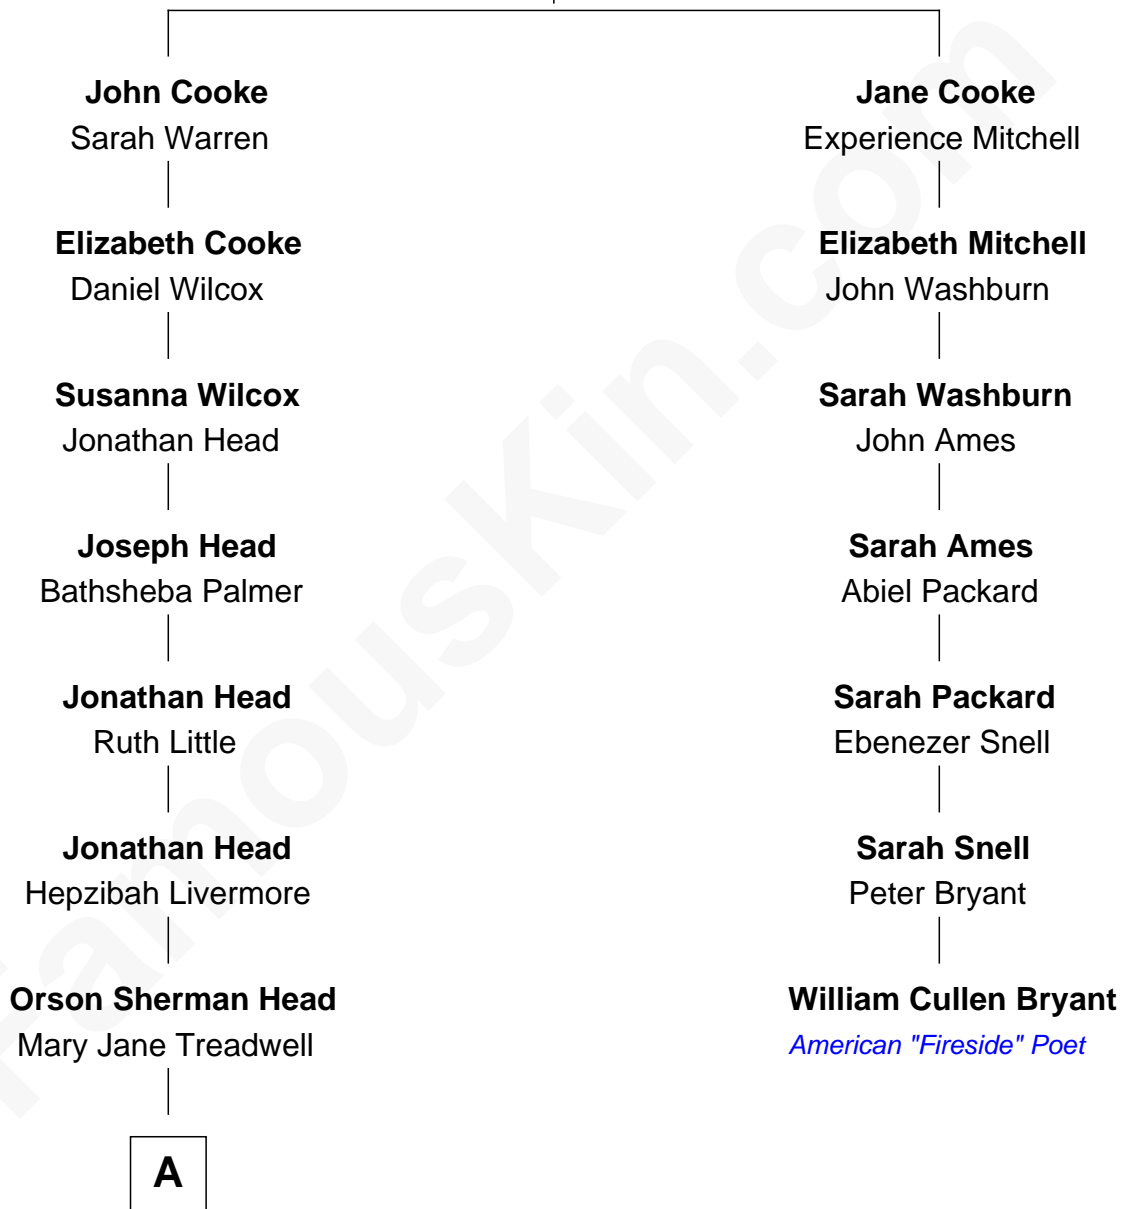 John Cooke
Sarah Warren
Jane Cooke
Experience Mitchell
Elizabeth Cooke
Daniel Wilcox
Elizabeth Mitchell
John Washburn
Susanna Wilcox
Jonathan Head
Sarah Washburn
John Ames
Joseph Head
Bathsheba Palmer
Sarah Ames
Abiel Packard
Jonathan Head
Ruth Little
Sarah Packard
Ebenezer Snell
Jonathan Head
Hepzibah Livermore
Sarah Snell
Peter Bryant
Orson Sherman Head
Mary Jane Treadwell
William Cullen Bryant
American "Fireside" Poet
A
FamousKin.com